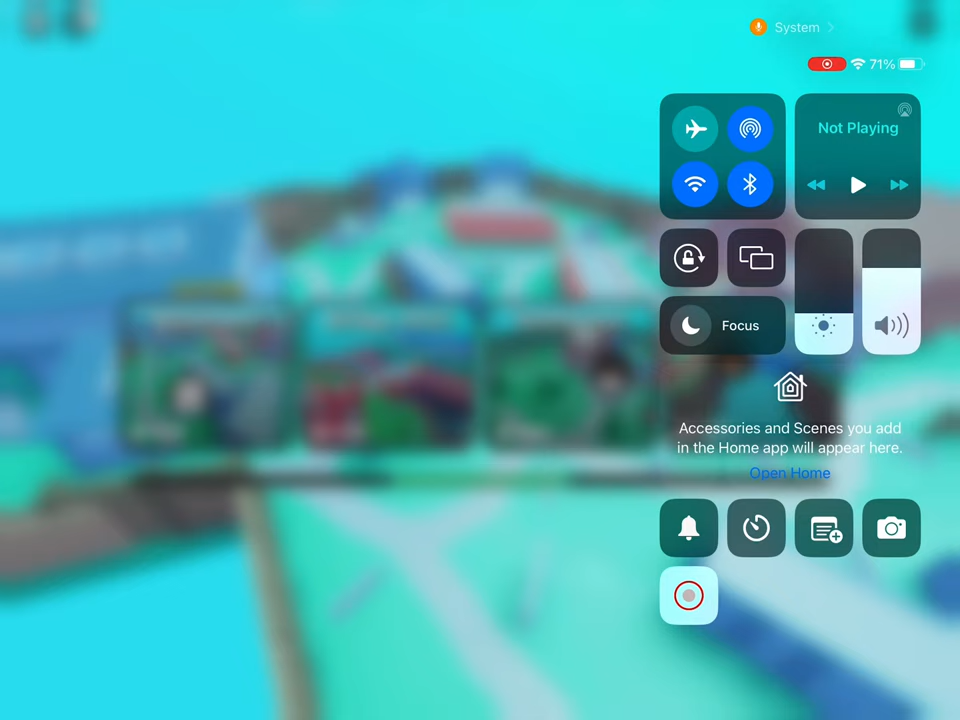 System
71%
Not Playing
Focus
Accessories and Scenes you add
in the Home app will appear here.
Open Home